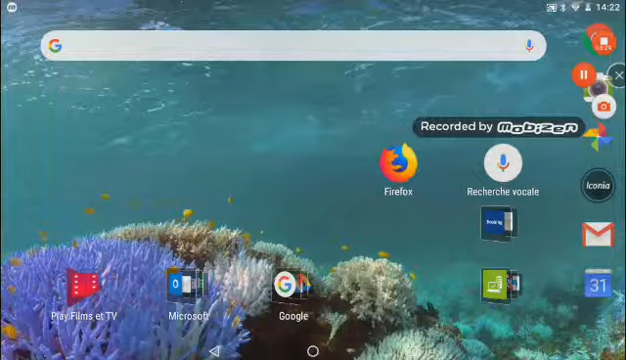 14:22
Recorded by Mobizen
Firefox
Recherche vocale
Iconia
Play Films et TV
Microsoft
Google
31